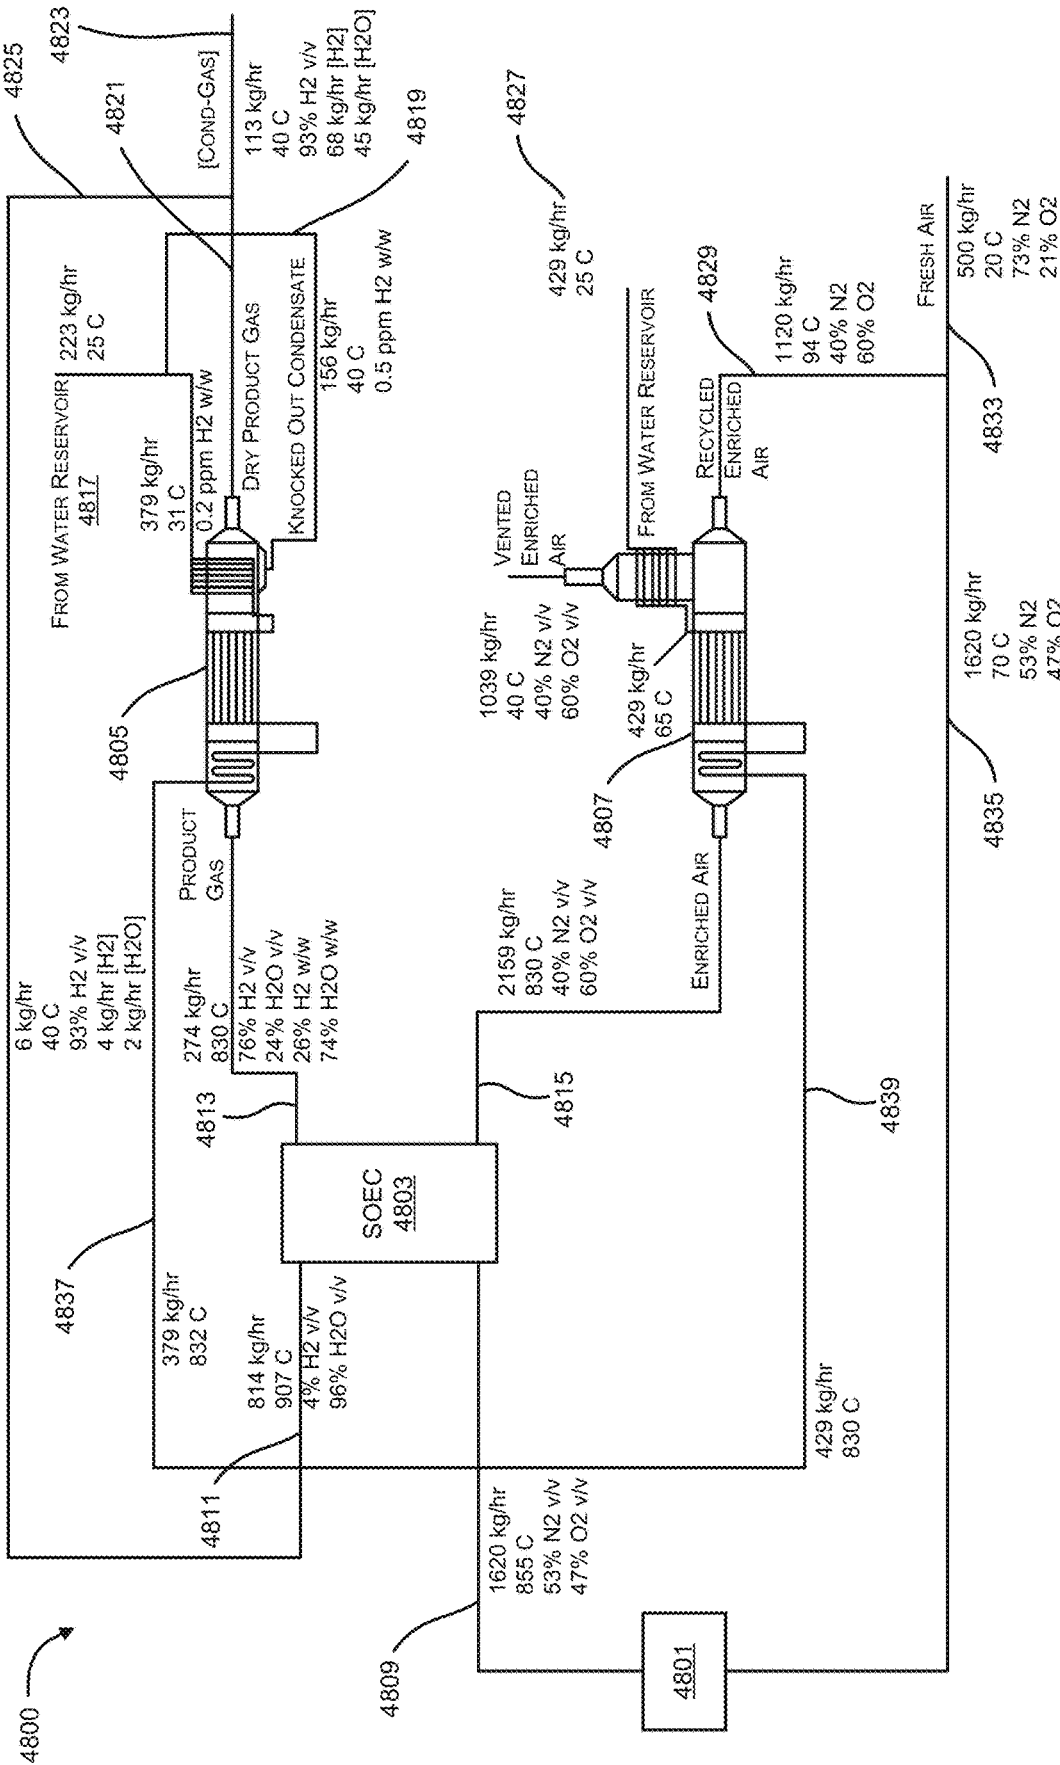 4800
4825
4823
4821
[COND-GAS]
113 kg/hr
40 C
93% H2 v/v
68 kg/hr [H2]
45 kg/hr [H2O]
4819
223 kg/hr
25 C
FROM WATER RESERVOIR
4817
379 kg/hr
31 C
0.2 ppm H2 w/w
DRY PRODUCT GAS
KNOCKED OUT CONDENSATE
156 kg/hr
40 C
0.5 ppm H2 w/w
4805
PRODUCT
GAS
6 kg/hr
40 C
93% H2 v/v
4 kg/hr [H2]
2 kg/hr [H2O]
274 kg/hr
830 C
76% H2 v/v
24% H2O v/v
26% H2 w/w
74% H2O w/w
4813
4837
379 kg/hr
832 C
814 kg/hr
907 C
4% H2 v/v
96% H2O v/v
4811
SOEC
4803
4815
2159 kg/hr
830 C
40% N2 v/v
60% O2 v/v
ENRICHED AIR
4807
429 kg/hr
65 C
1039 kg/hr
40 C
40% N2 v/v
60% O2 v/v
VENTED
ENRICHED
AIR
4827
429 kg/hr
25 C
FROM WATER RESERVOIR
RECYCLED
ENRICHED
AIR
4829
1120 kg/hr
94 C
40% N2
60% O2
FRESH AIR
500 kg/hr
20 C
73% N2
21% O2
4833
1620 kg/hr
70 C
53% N2
47% O2
4835
4839
429 kg/hr
830 C
1620 kg/hr
855 C
53% N2 v/v
47% O2 v/v
4809
4801